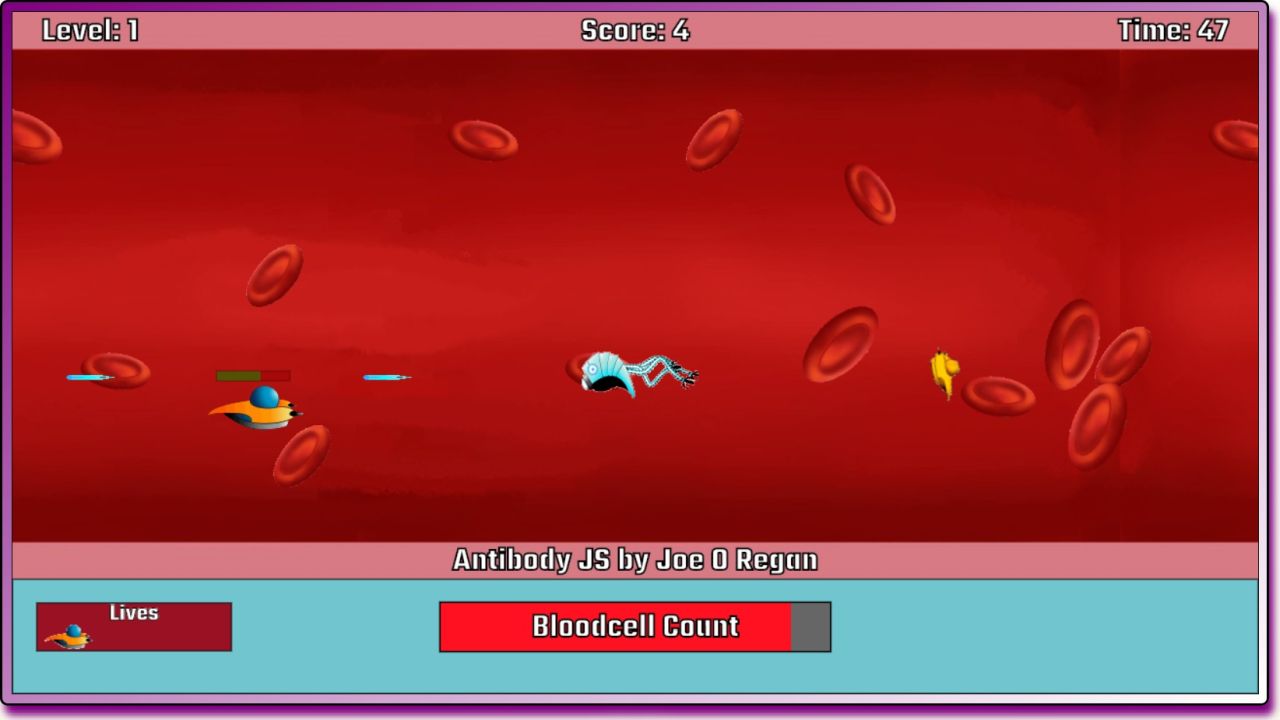 Level: 1
Score: 4
Time: 47
Antibody JS by Joe O Regan
Lives
Bloodcell Count